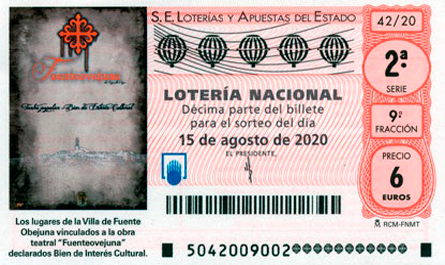 S.E. LOTERÍAS Y APUESTAS DEL ESTADO
42/20
Fuenteovejuna
Teatro popular - Bien de Interés Cultural
LOTERÍA NACIONAL
Décima parte del billete
para el sorteo del día
15 de agosto de 2020
EL PRESIDENTE,
2ª
SERIE
9ª
FRACCIÓN
PRECIO
6
EUROS
RCM-FNMT
Los lugares de la Villa de Fuente
Obejuna vinculados a la obra
teatral "Fuenteovejuna"
declarados Bien de Interés Cultural.
5042009002